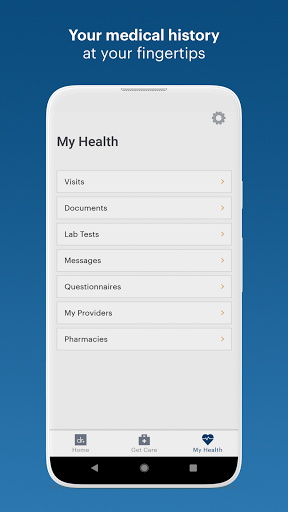 Your medical history
at your fingertips
My Health
Visits
Documents
Lab Tests
Messages
Questionnaires
My Providers
Pharmacies
dr.
Home
Get Care
My Health